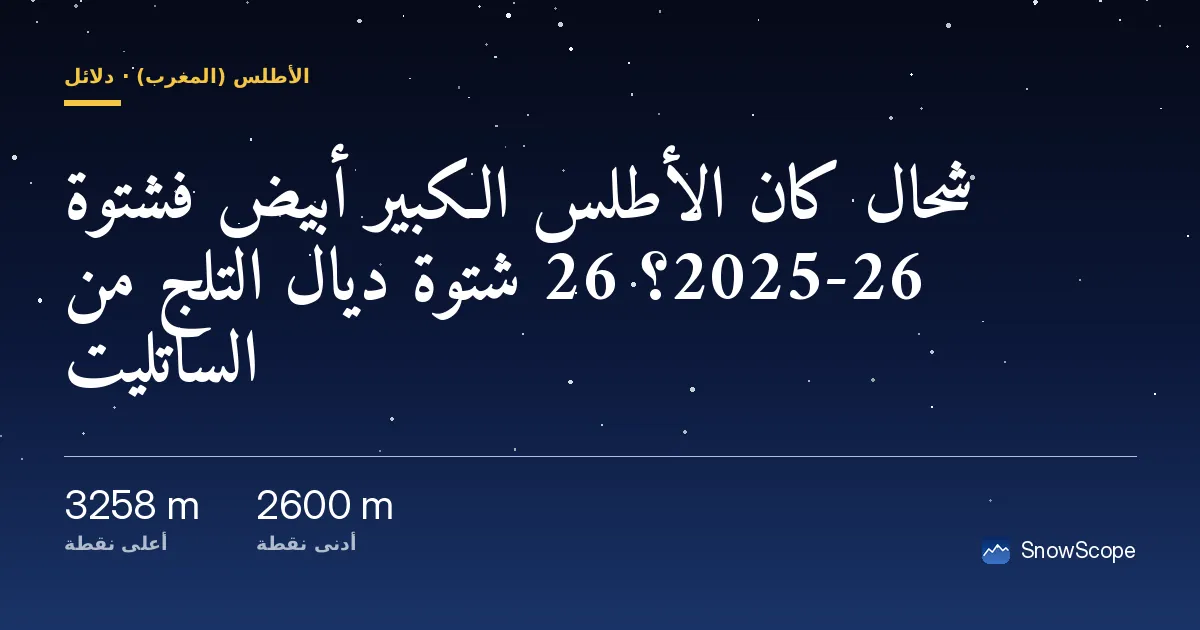 الأطلس (المغرب) · دلائل
شحال كان الأطلس الكبير أبيض فشتوة
2025-26؟ 26 شتوة ديال التلج من
الساتليت
3258 m
أعلى نقطة
2600 m
أدنى نقطة
SnowScope